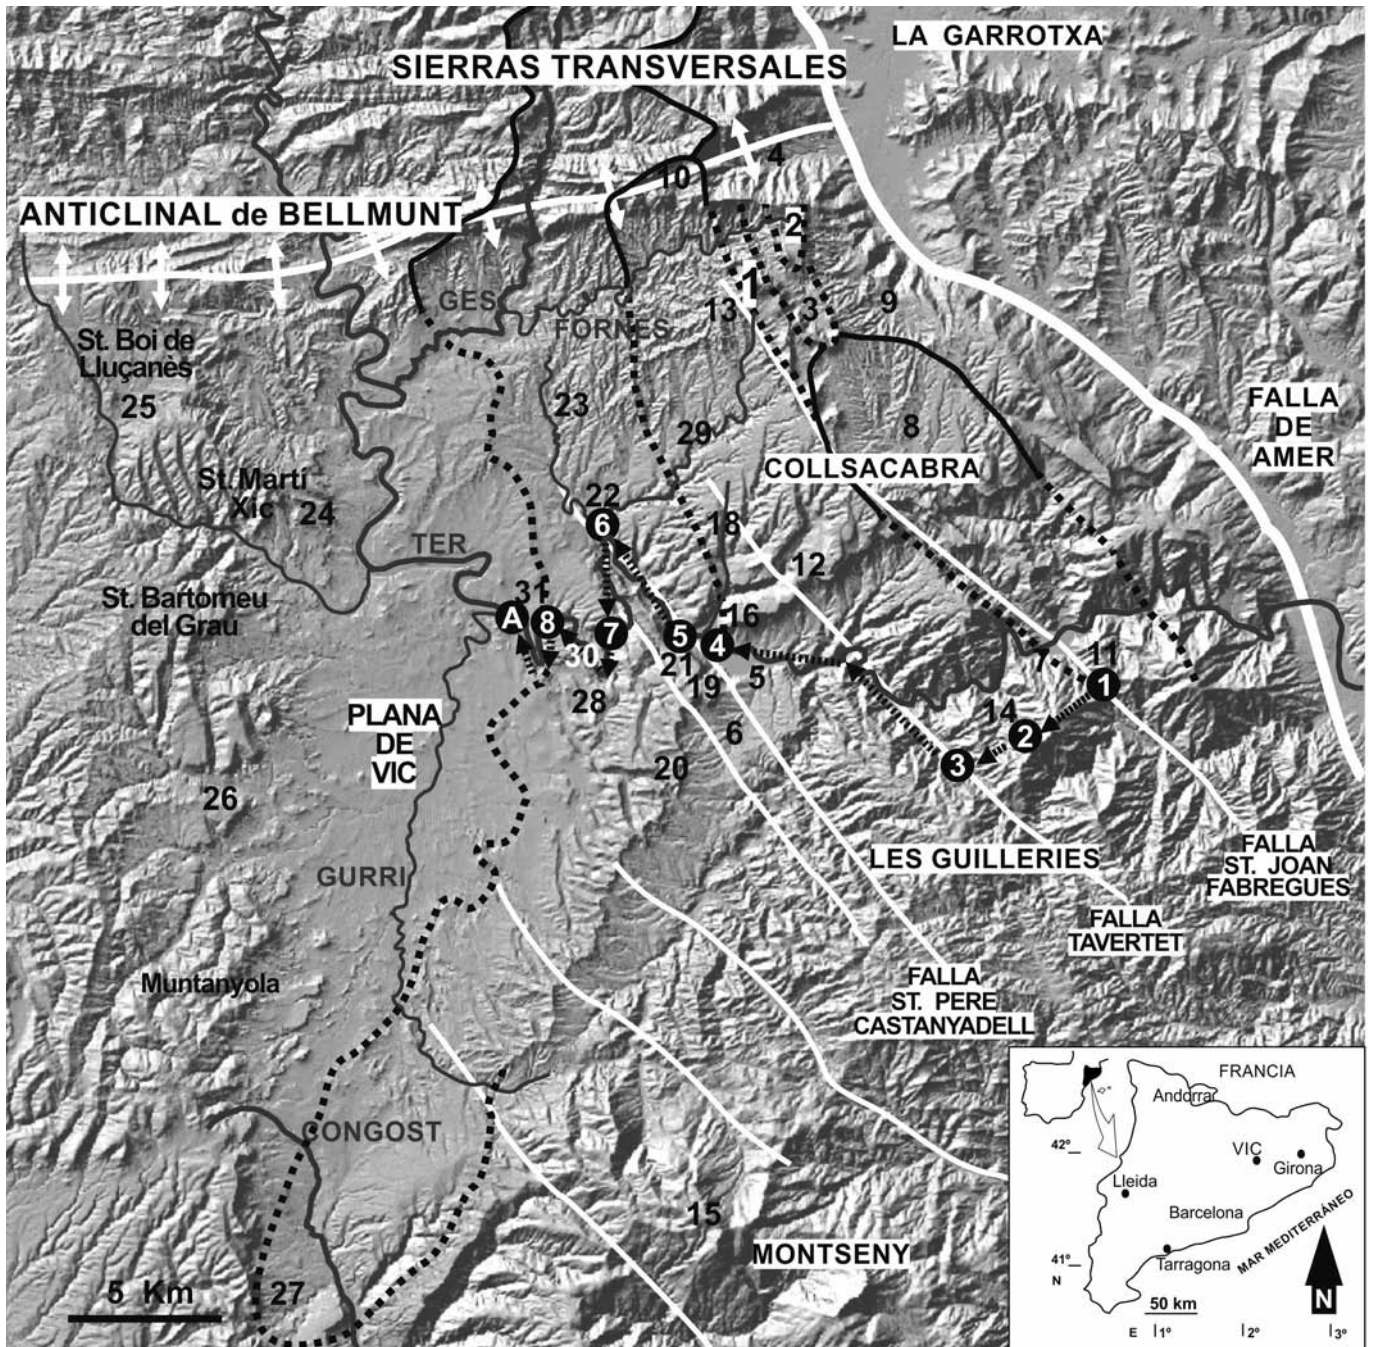 LA GARROTXA
SIERRAS TRANSVERSALES
4
10
ANTICLINAL de BELLMUNT
2
1
GES
13
3
9
FORNES
St. Boi de
Lluçanès
25
23
29
8
FALLA
DE
AMER
COLLSACABRA
St. Martí
Xic
24
22
6
18
12
TER
St. Bartomeu
del Grau
31
A
8
7
5
4
16
30
21
19
5
28
6
7
11
1
14
2
3
PLANA
DE
VIC
20
26
GURRI
LES GUILLERIES
FALLA
ST. JOAN
FABREGUES
FALLA
TAVERTET
FALLA
ST. PERE
CASTANYADELL
Muntanyola
CONGOST
15
MONTSENY
27
5 Km
FRANCIA
Andorra
42º
VIC
Girona
Lleida
Barcelona
MAR MEDITERRÁNEO
41º
N
Tarragona
50 km
N
E
1º
2º
3º